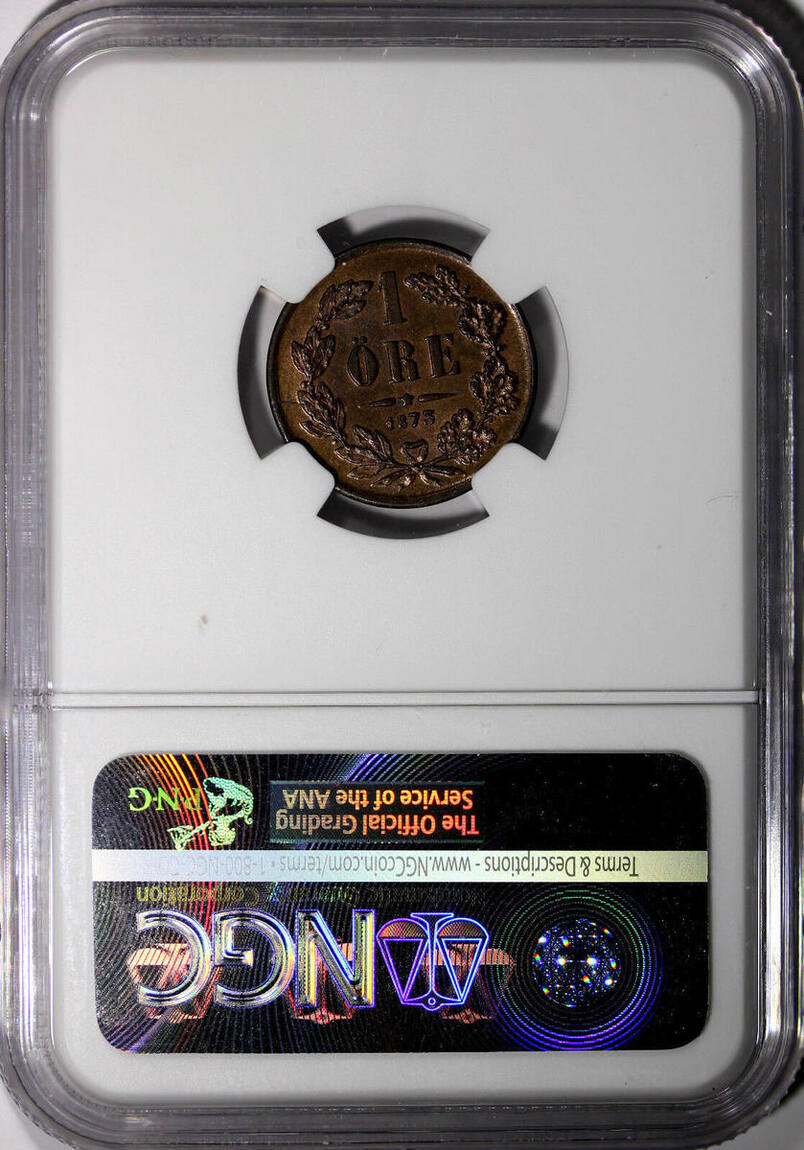 1
ÖRE
1873
NGC
Corporation
Terms & Descriptions - www.NGCcoin.com/terms • 1-800-NGC-
The Official Grading
Service of the ANA
PNG